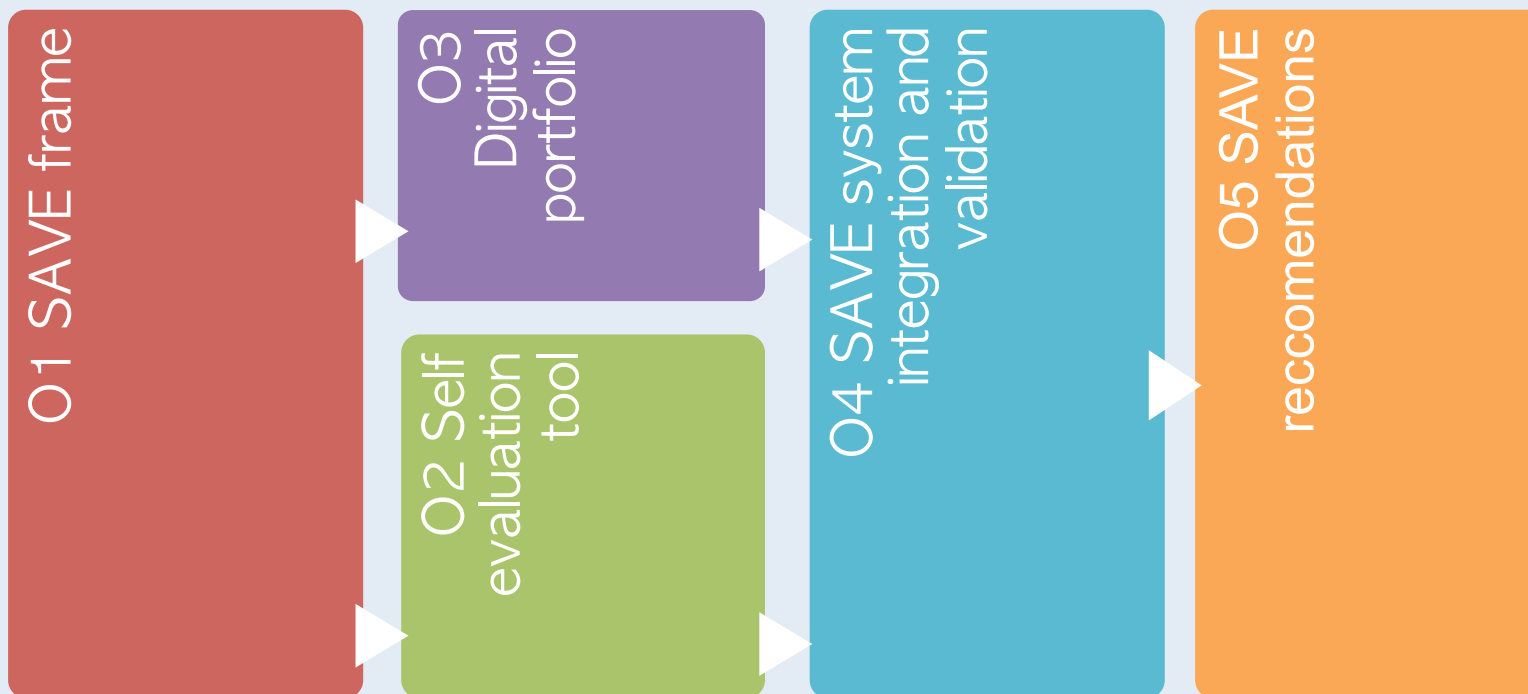 O1 SAVE frame
O3
Digital
portfolio
O2 Self
evaluation
tool
O4 SAVE system
integration and
validation
O5 SAVE
reccomendations